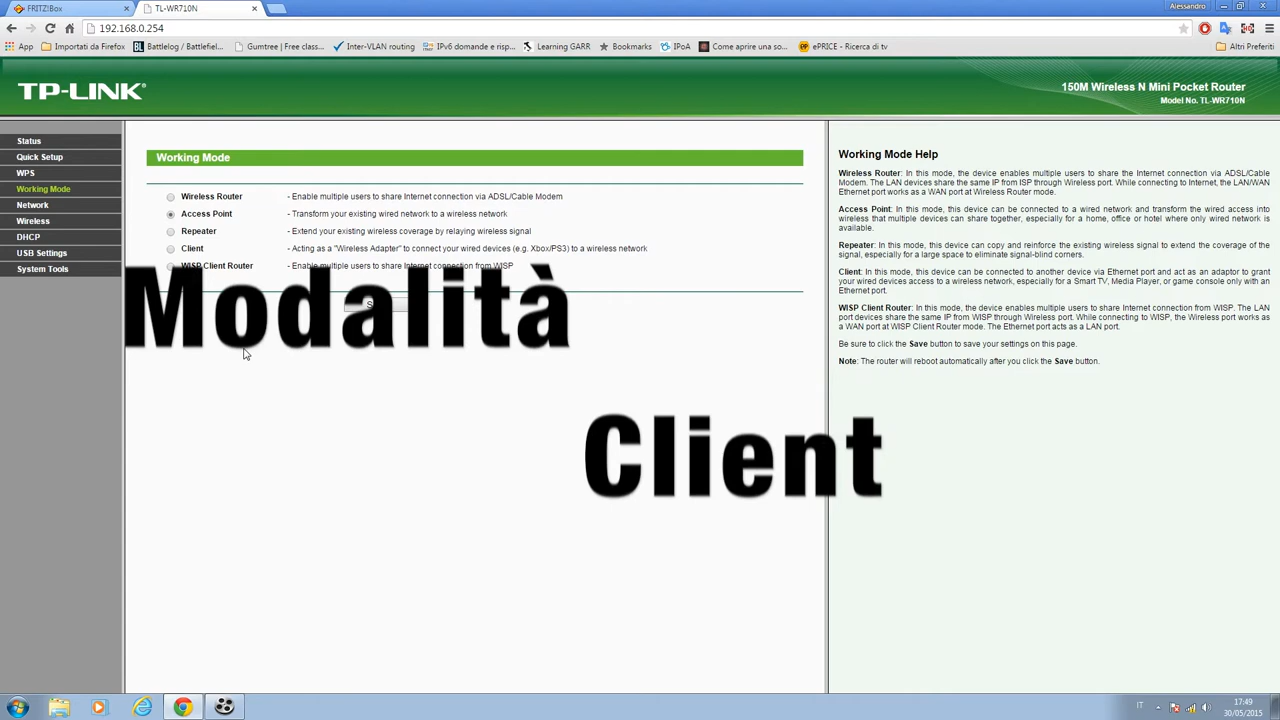 FRITZ!Box
TL-WR710N
Alessandro
192.168.0.254
App
Importati da Firefox
Battlelog / Battlefiel...
Gumtree | Free class...
Inter-VLAN routing
IPv6 domande e risp...
Learning GARR
Bookmarks
IPoA
Come aprire una so...
ePRICE - Ricerca di tv
Altri Preferiti
TP-LINK
150M Wireless N Mini Pocket Router
Model No. TL-WR710N
Status
Quick Setup
WPS
Working Mode
Network
Wireless
DHCP
USB Settings
System Tools
Working Mode
Wireless Router - Enable multiple users to share Internet connection via ADSL/Cable Modem
Access Point - Transform your existing wired network to a wireless network
Repeater - Extend your existing wireless coverage by relaying wireless signal
Client - Acting as a "Wireless Adapter" to connect your wired devices (e.g. Xbox/PS3) to a wireless network
WISP Client Router - Enable multiple users to share Internet connection from WISP
Modalità
Client
Working Mode Help
Wireless Router: In this mode, the device enables multiple users to share the Internet connection via ADSL/Cable
Modem. The LAN devices share the same IP from ISP through Wireless port. While connecting to Internet, the LAN/WAN
Ethernet port works as a WAN port at Wireless Router mode.
Access Point: In this mode, this device can be connected to a wired network and transform the wired access into
wireless that multiple devices can share together, especially for a home, office or hotel where only wired network is
available.
Repeater: In this mode, this device can copy and reinforce the existing wireless signal to extend the coverage of the
signal, especially for a large space to eliminate signal-blind corners.
Client: In this mode, this device can be connected to another device via Ethernet port and act as an adaptor to grant
your wired devices access to a wireless network, especially for a Smart TV, Media Player, or game console only with an
Ethernet port.
WISP Client Router: In this mode, the device enables multiple users to share Internet connection from WISP. The LAN
port devices share the same IP from WISP through Wireless port. While connecting to WISP, the Wireless port works as
a WAN port at WISP Client Router mode. The Ethernet port acts as a LAN port.
Be sure to click the Save button to save your settings on this page.
Note: The router will reboot automatically after you click the Save button.
IT
17:49
30/05/2015